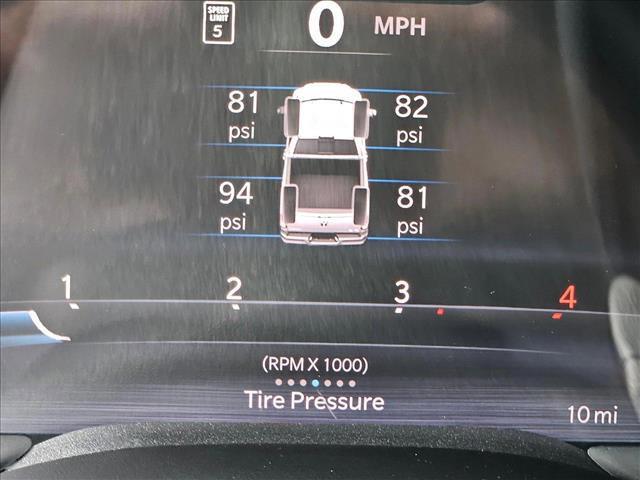 SPEED
LIMIT
5
0 MPH
81 psi
82 psi
94 psi
81 psi
1 2 3 4
(RPM X 1000)
Tire Pressure
10 mi